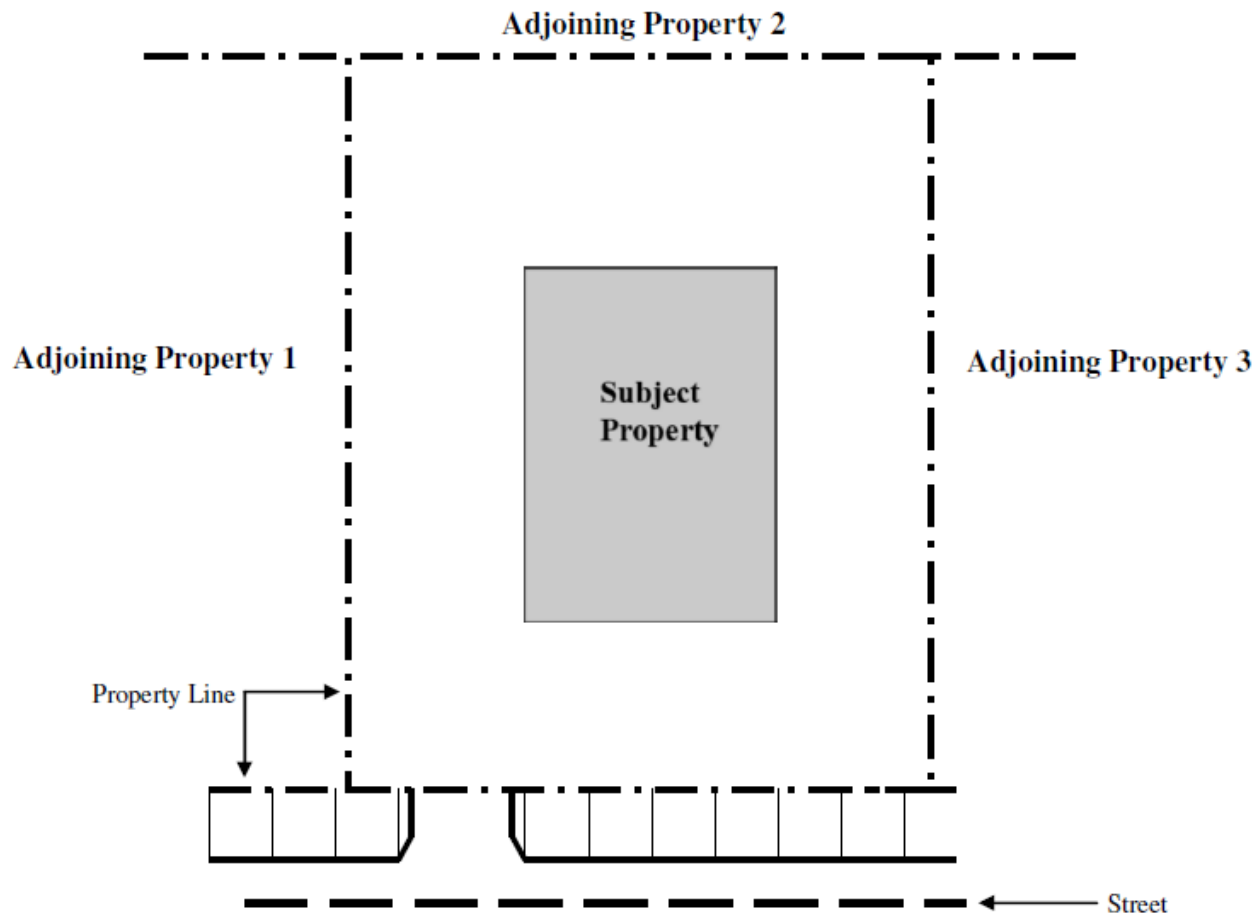 Adjoining Property 2
Adjoining Property 1
Adjoining Property 3
Subject
Property
Property Line
Street